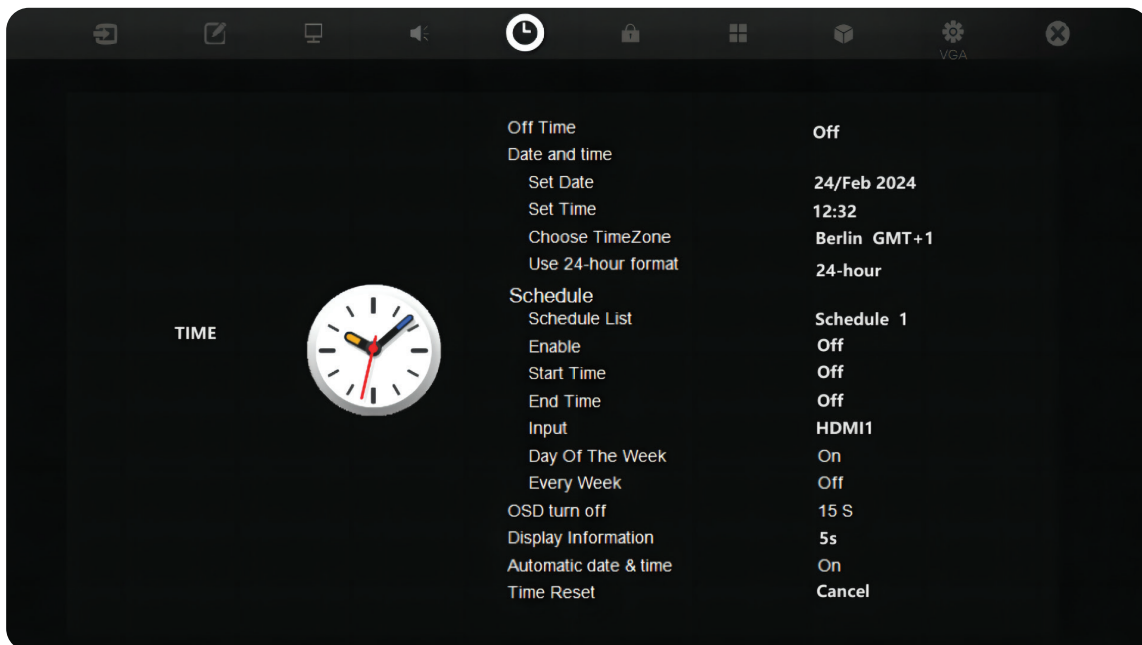 VGA
TIME
Off Time Off
Date and time
Set Date 24/Feb 2024
Set Time 12:32
Choose TimeZone Berlin GMT+1
Use 24-hour format 24-hour
Schedule
Schedule List Schedule 1
Enable Off
Start Time Off
End Time Off
Input HDMI1
Day Of The Week On
Every Week Off
OSD turn off 15 S
Display Information 5s
Automatic date & time On
Time Reset Cancel